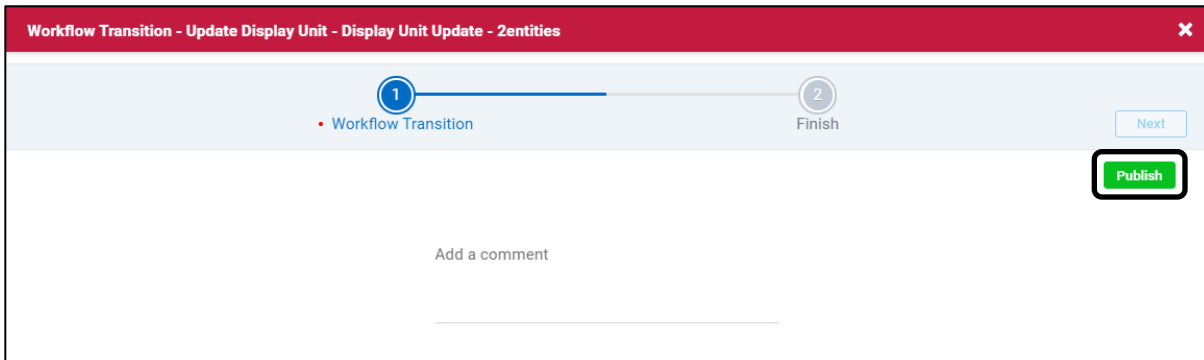 Workflow Transition - Update Display Unit - Display Unit Update - 2entities
1
2
• Workflow Transition
Finish
Next
Publish
Add a comment